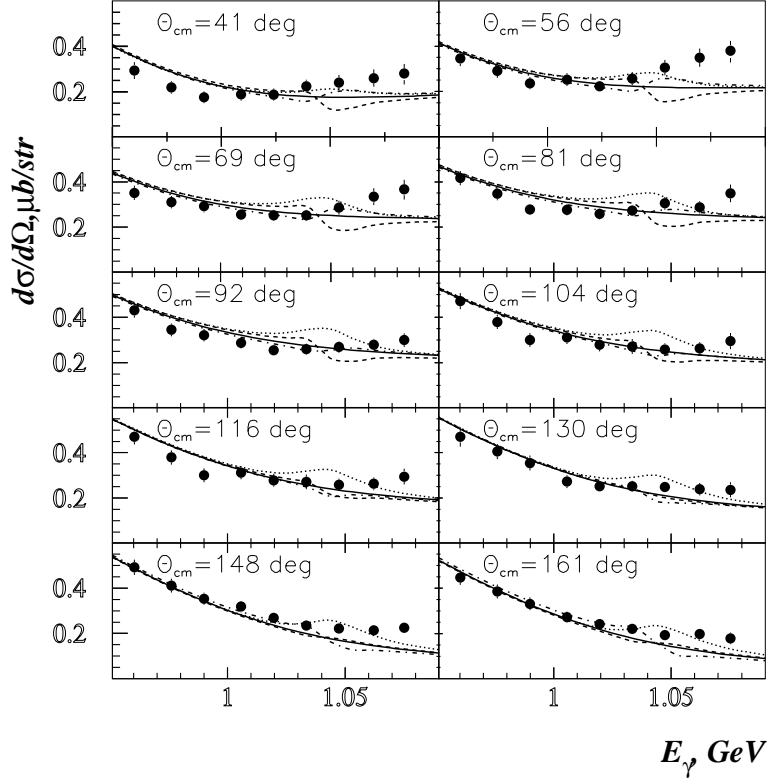 Θcm=41 deg
Θcm=56 deg
0.4
0.2
Θcm=69 deg
Θcm=81 deg
0.4
0.2
Θcm=92 deg
Θcm=104 deg
0.4
0.2
Θcm=116 deg
Θcm=130 deg
0.4
0.2
Θcm=148 deg
Θcm=161 deg
0.4
0.2
1
1.05
1
1.05
dσ/dΩ,μb/str
Eγ, GeV